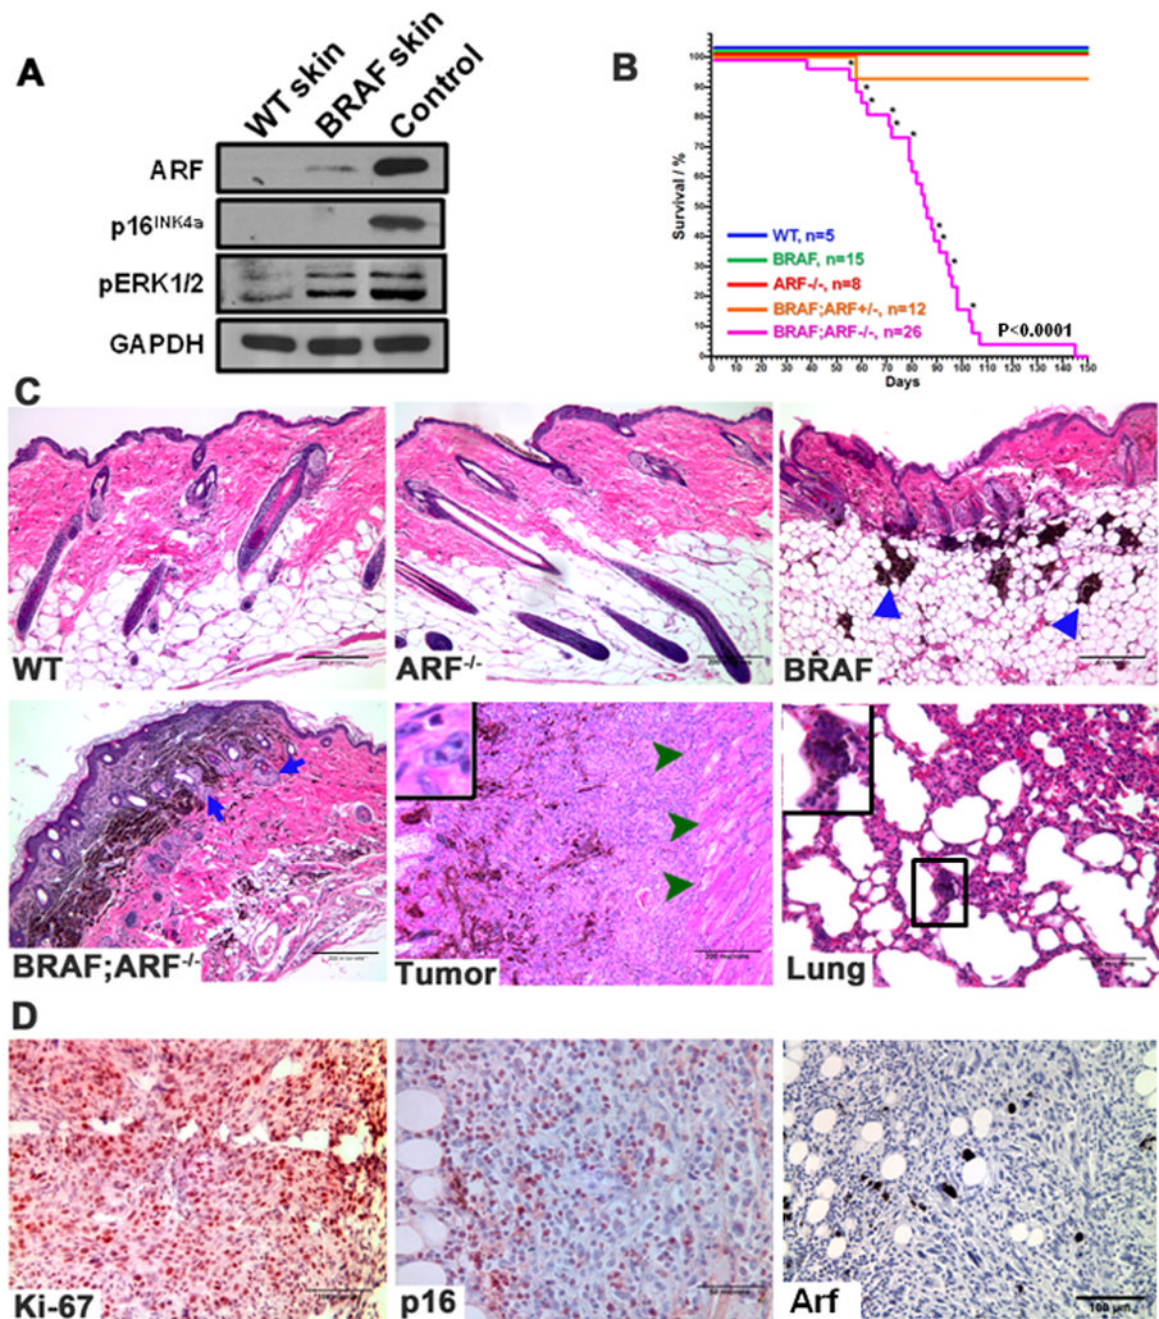 A
WT skin
BRAF skin
Control
ARF
p16INK4a
pERK1/2
GAPDH
B
Survival / %
100
90
80
70
60
50
40
30
20
10
0
WT, n=5
BRAF, n=15
ARF-/-, n=8
BRAF;ARF+/-, n=12
BRAF;ARF-/-, n=26
P<0.0001
0 10 20 30 40 50 60 70 80 90 100 110 120 130 140 150
Days
C
WT
ARF-/-
BRAF
BRAF;ARF-/-
Tumor
200 microns
Lung
D
Ki-67
p16
Arf
100 µm